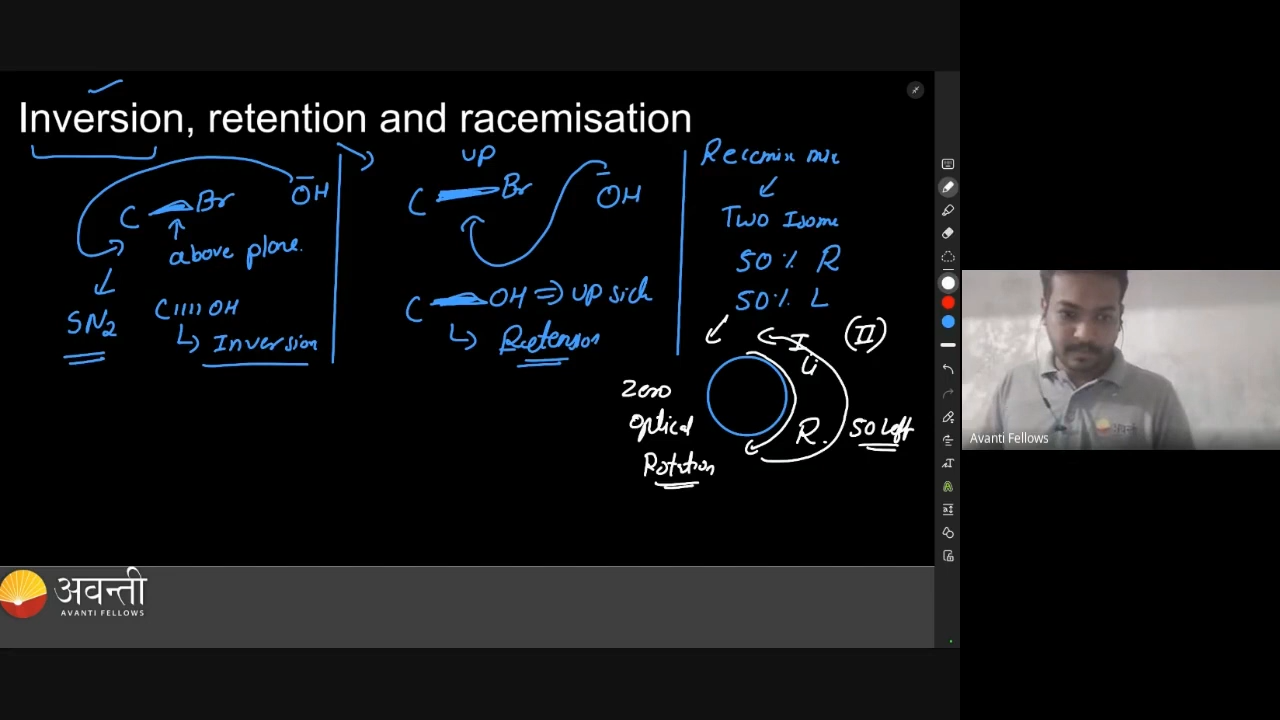 Inversion, retention and racemisation
C Br ŌH
above plane.
SN2
C OH
Inversion
UP
C Br ŌH
C OH ⇒ UP side
Retension
Recemix mix
Two Isome
50 % R
50 % L
(II)
I
R.
50 Left
Zero
Optical
Rotation
Avanti Fellows
अवन्ती
AVANTI FELLOWS